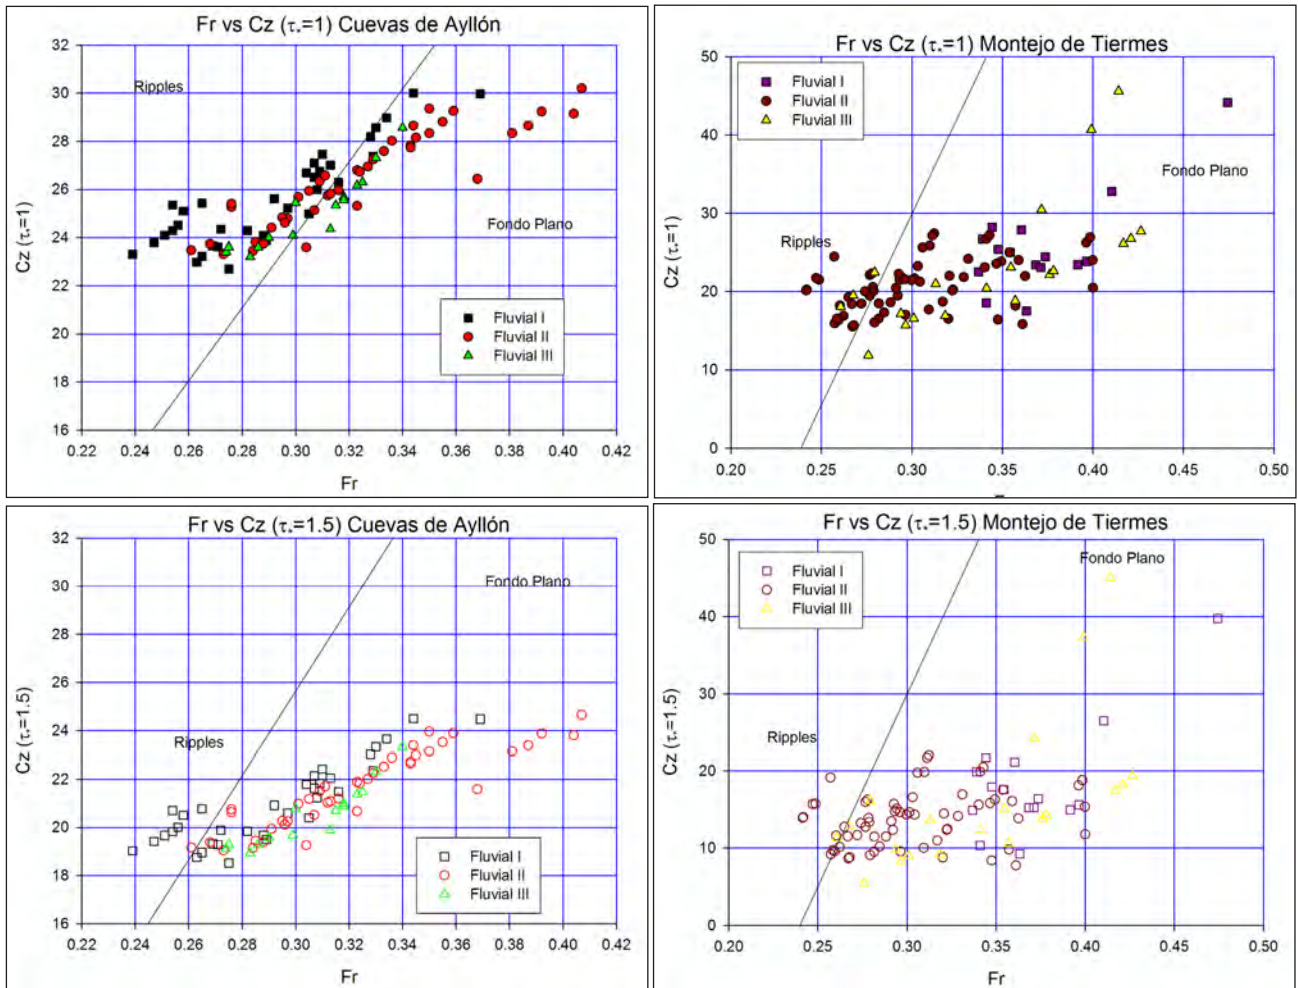 Fr vs Cz (τ*=1) Cuevas de Ayllón
32
30
28
26
24
22
20
18
16
Cz (τ*=1)
Ripples
Fondo Plano
Fluvial I
Fluvial II
Fluvial III
0.22 0.24 0.26 0.28 0.30 0.32 0.34 0.36 0.38 0.40 0.42
Fr
Fr vs Cz (τ*=1) Montejo de Tiermes
50
40
30
20
10
0
Cz (τ*=1)
Fluvial I
Fluvial II
Fluvial III
Fondo Plano
Ripples
0.20 0.25 0.30 0.35 0.40 0.45 0.50
Fr vs Cz (τ*=1.5) Cuevas de Ayllón
32
30
28
26
24
22
20
18
16
Cz (τ*=1.5)
Fondo Plano
Ripples
Fluvial I
Fluvial II
Fluvial III
0.22 0.24 0.26 0.28 0.30 0.32 0.34 0.36 0.38 0.40 0.42
Fr
Fr vs Cz (τ*=1.5) Montejo de Tiermes
50
40
30
20
10
0
Cz (τ*=1.5)
Fondo Plano
Fluvial I
Fluvial II
Fluvial III
Ripples
0.20 0.25 0.30 0.35 0.40 0.45 0.50
Fr